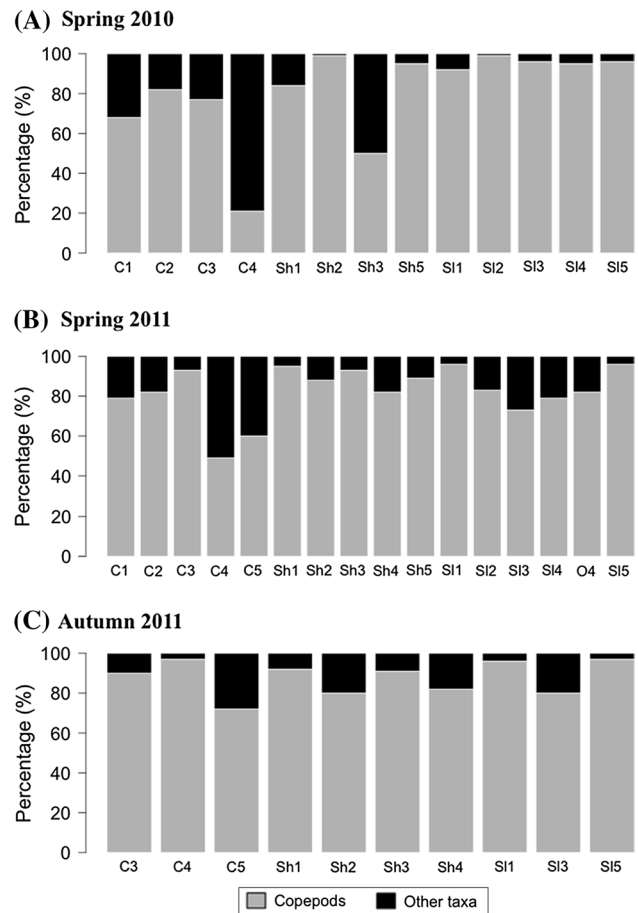 (A) Spring 2010
Percentage (%)
100
80
60
40
20
0
C1 C2 C3 C4 Sh1 Sh2 Sh3 Sh5 Sl1 Sl2 Sl3 Sl4 Sl5
(B) Spring 2011
Percentage (%)
100
80
60
40
20
0
C1 C2 C3 C4 C5 Sh1 Sh2 Sh3 Sh4 Sh5 Sl1 Sl2 Sl3 Sl4 O4 Sl5
(C) Autumn 2011
Percentage (%)
100
80
60
40
20
0
C3 C4 C5 Sh1 Sh2 Sh3 Sh4 Sl1 Sl3 Sl5
Copepods Other taxa